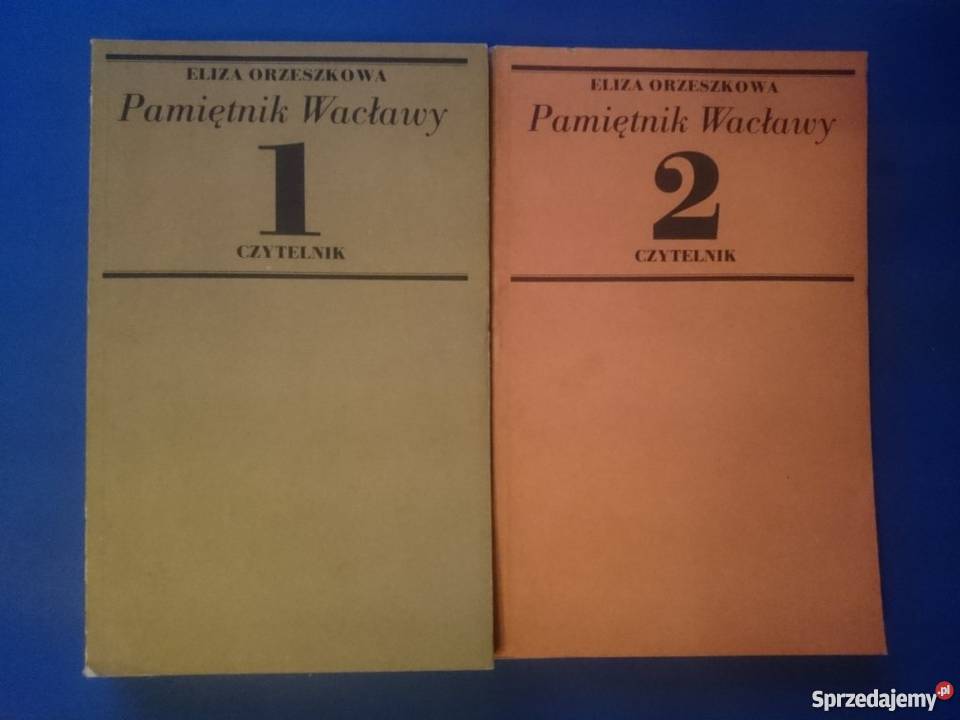 ELIZA ORZESZKOWA
Pamiętnik Wacławy
1
CZYTELNIK
ELIZA ORZESZKOWA
Pamiętnik Wacławy
2
CZYTELNIK
Sprzedajemy.pl